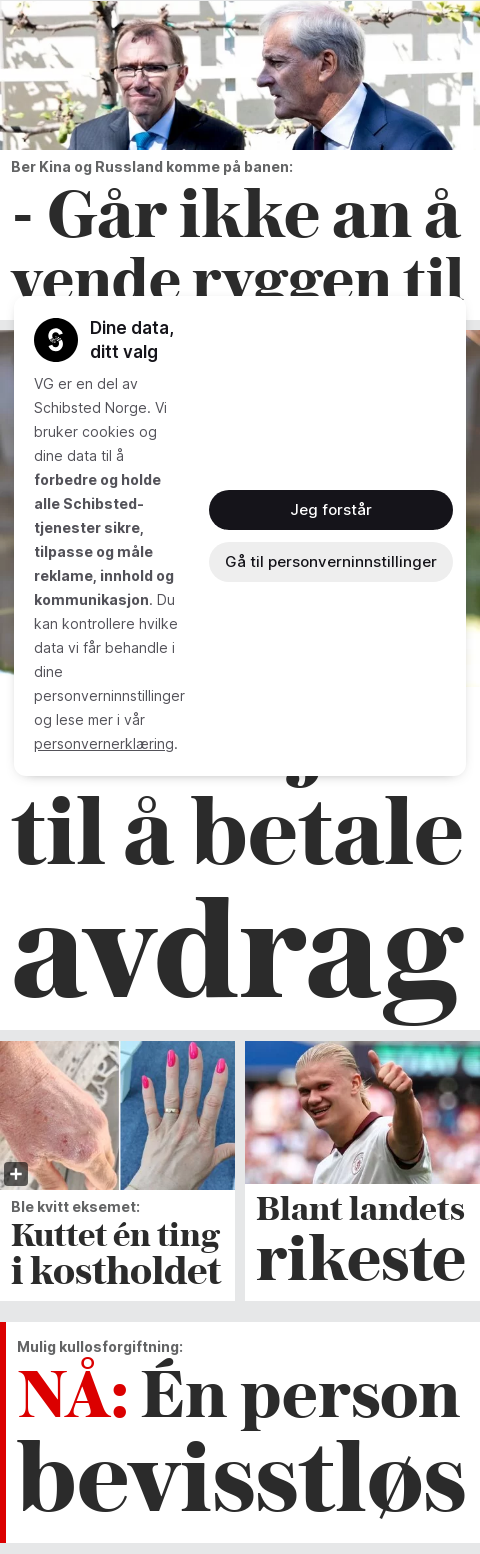 Ber Kina og Russland komme på banen:
- Går ikke an å
vende ryggen til
Dine data,
ditt valg
VG er en del av
Schibsted Norge. Vi
bruker cookies og
dine data til å
forbedre og holde
alle Schibsted-
tjenester sikre,
tilpasse og måle
reklame, innhold og
kommunikasjon. Du
kan kontrollere hvilke
data vi får behandle i
dine
personverninnstillinger
og lese mer i vår
personvernerklæring.
Jeg forstår
Gå til personverninnstillinger
til å betale
avdrag
Ble kvitt eksemet:
Kuttet én ting
i kostholdet
Blant landets
rikeste
Mulig kullosforgiftning:
NÅ: Én person
bevisstløs